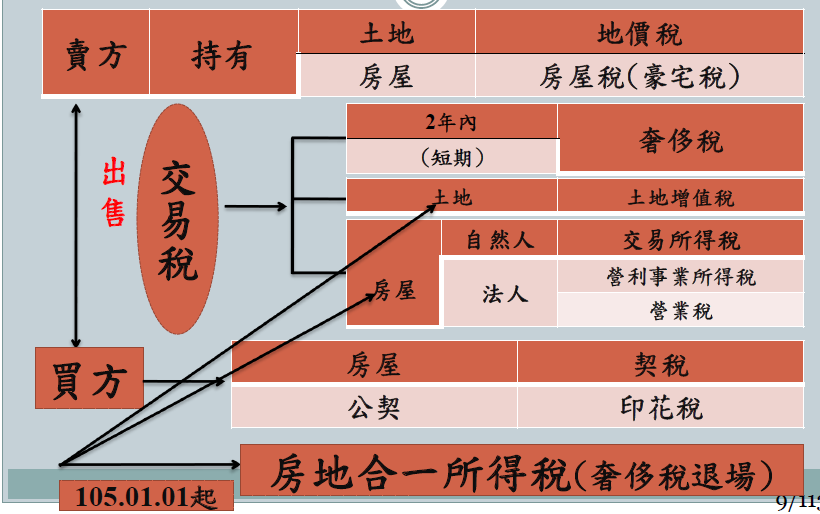 賣方 持有 土地 地價稅
房屋 房屋稅(豪宅稅)
出售
交易稅
2年內 奢侈稅
(短期)
土地 土地增值稅
房屋 自然人 交易所得稅
法人 營利事業所得稅
營業稅
買方
房屋 契稅
公契 印花稅
房地合一所得稅(奢侈稅退場)
105.01.01起